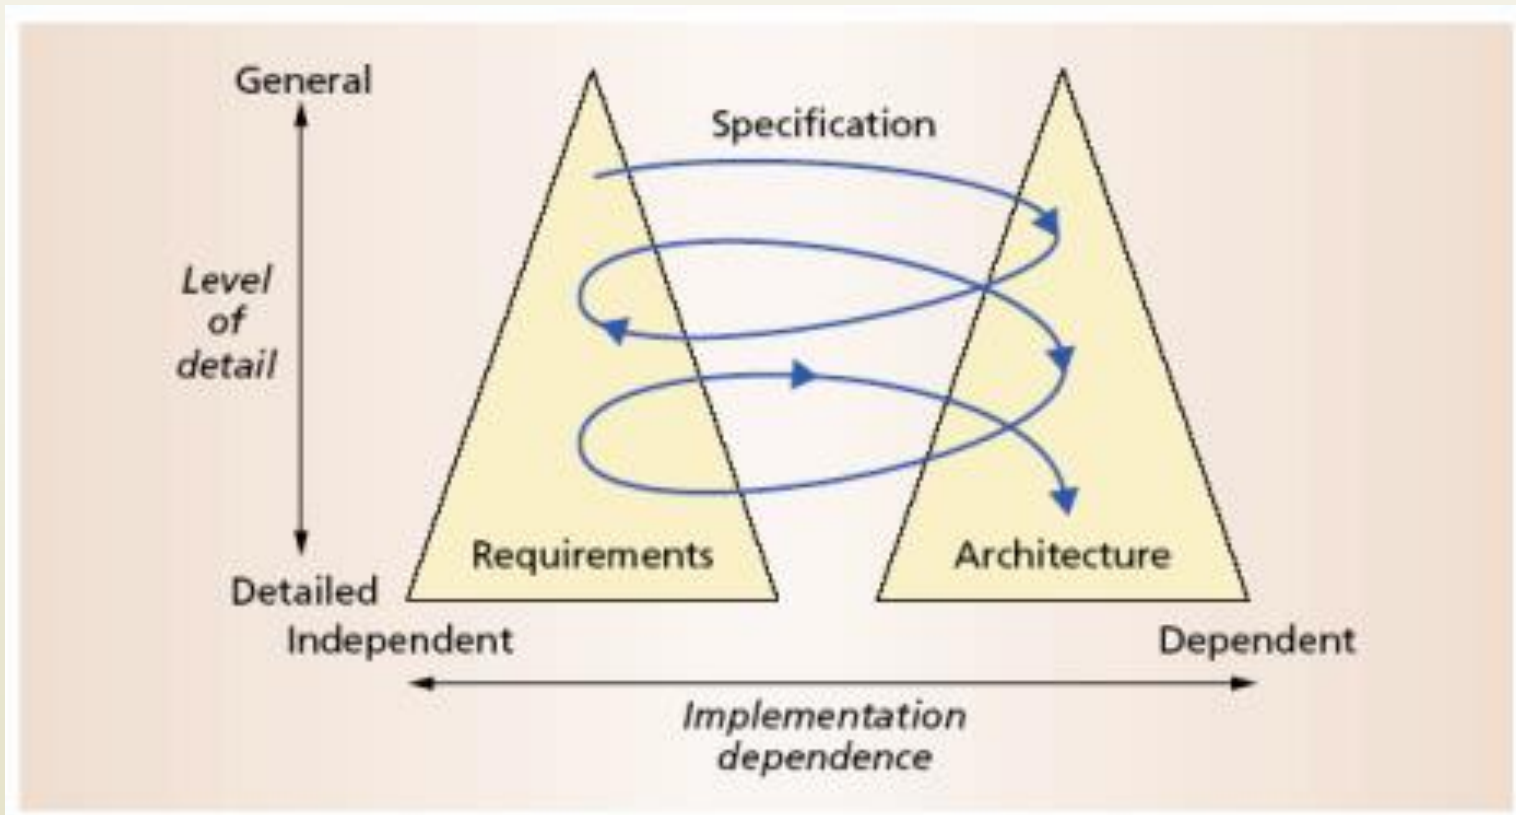 General
Specification
Level
of
detail
Requirements
Architecture
Detailed
Independent
Dependent
Implementation
dependence